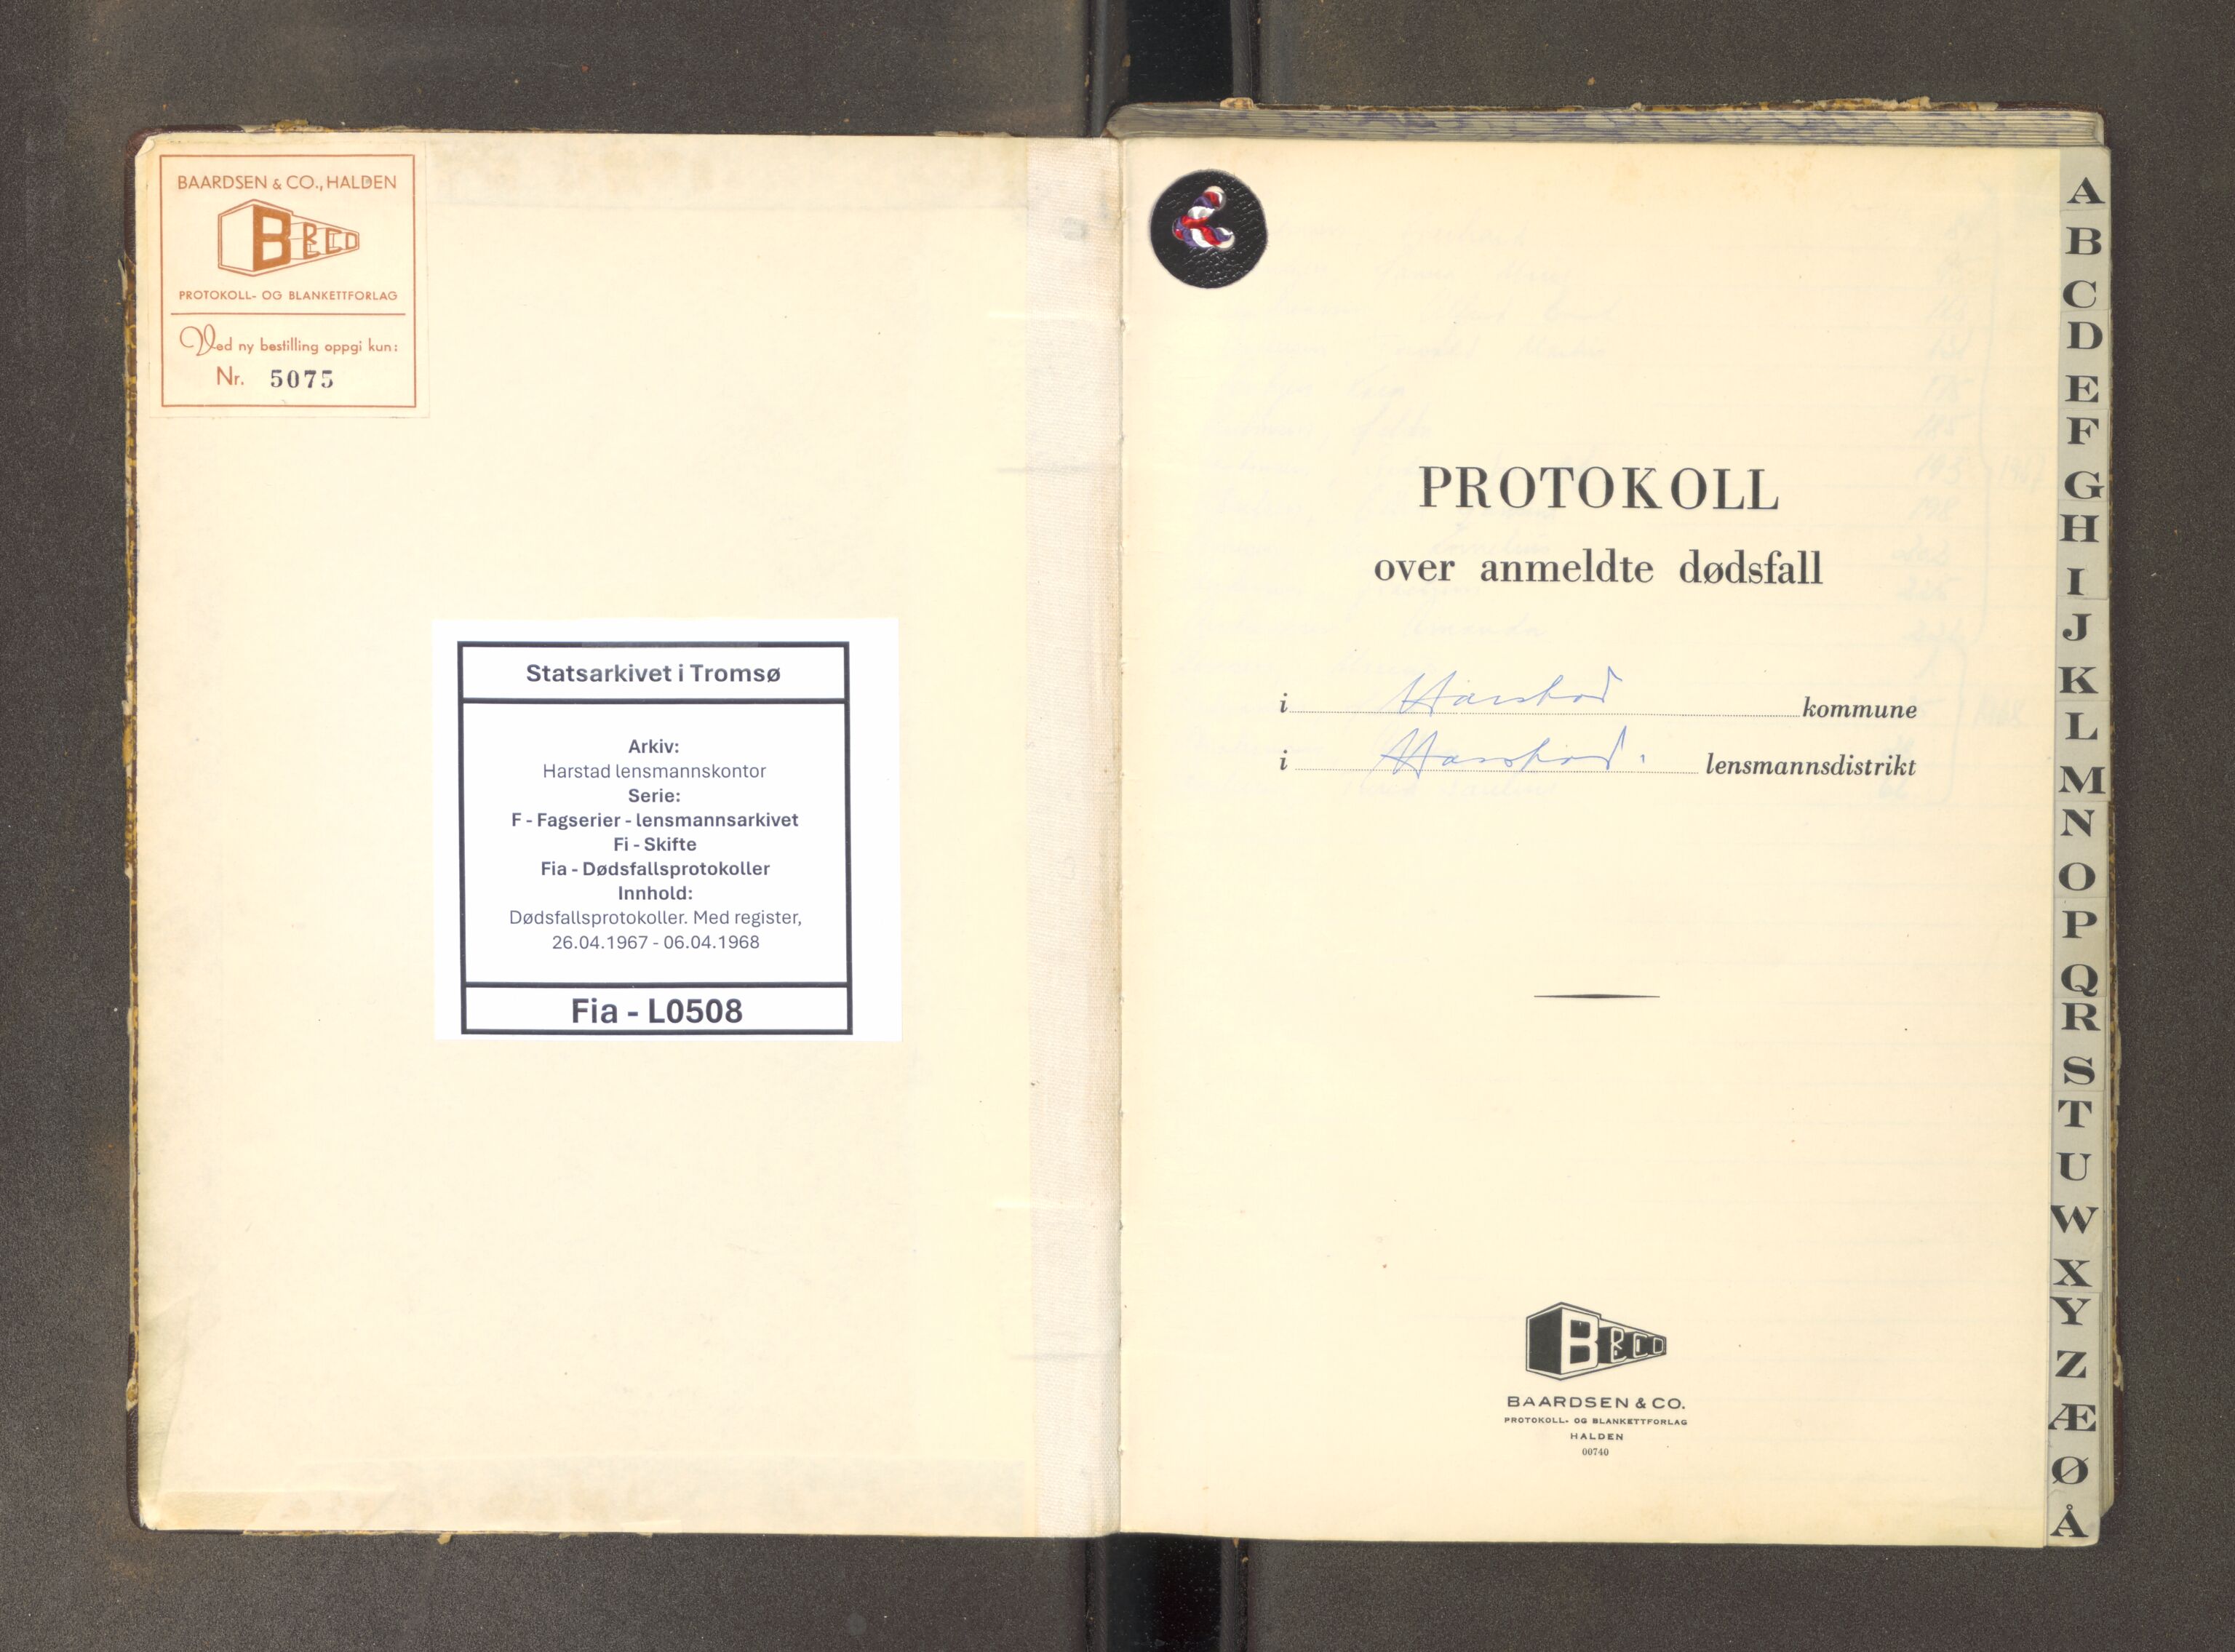 BAARDSEN & CO., HALDEN
B & CO
PROTOKOLL- OG BLANKETTFORLAG
Ved ny bestilling oppgi kun:
Nr. 5075
Statsarkivet i Tromsø
Arkiv:
Harstad lensmannskontor
Serie:
F - Fagserier - lensmannsarkivet
Fi - Skifte
Fia - Dødsfallsprotokoller
Innhold:
Dødsfallsprotokoller. Med register,
26.04.1967 - 06.04.1968
Fia - L0508
PROTOKOLL
over anmeldte dødsfall
i Harstad kommune
i Harstad. lensmannsdistrikt
B & CO
BAARDSEN & CO.
PROTOKOLL- OG BLANKETTFORLAG
HALDEN
00740
A
B
C
D
E
F
G
H
I
J
K
L
M
N
O
P
Q
R
S
T
U
W
X
Y
Z
Æ
Ø
Å